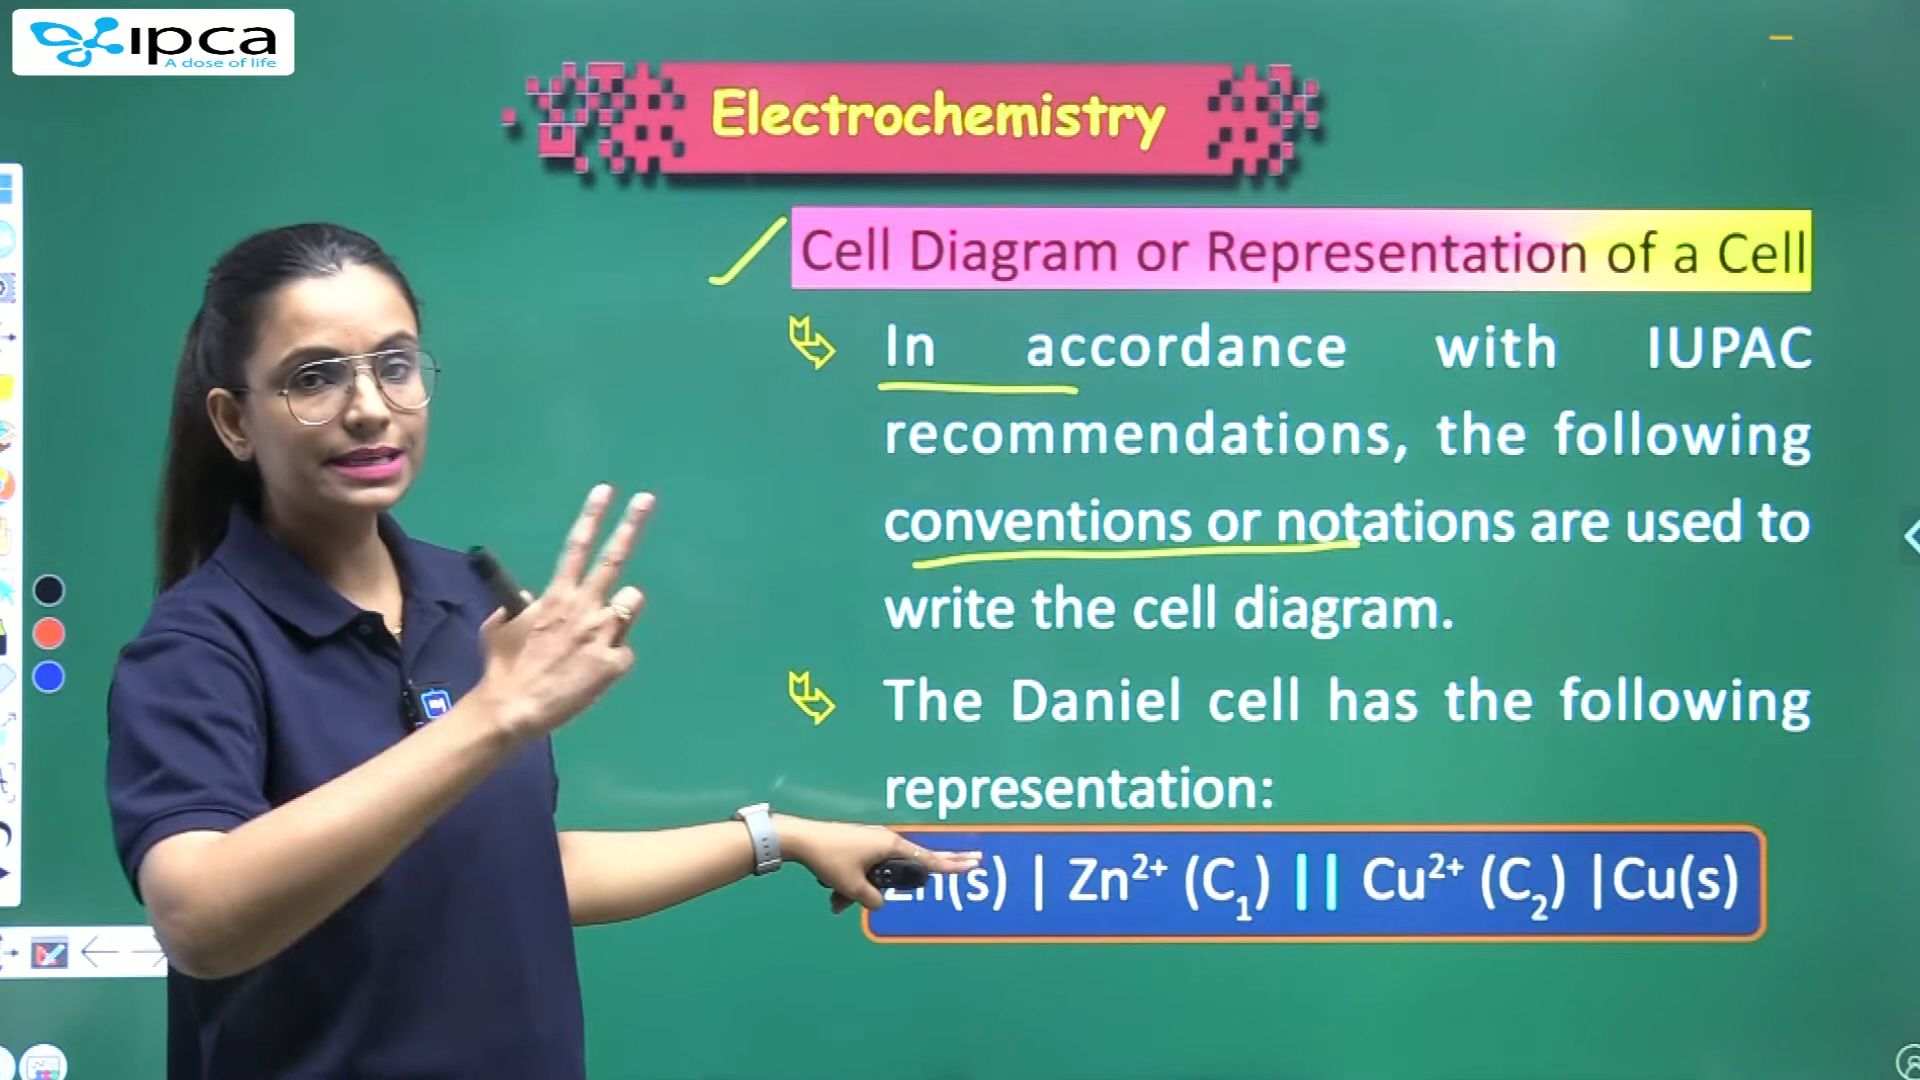 ipca
A dose of life
Electrochemistry
Cell Diagram or Representation of a Cell
In accordance with IUPAC
recommendations, the following
conventions or notations are used to
write the cell diagram.
The Daniel cell has the following
representation:
Zn(s) | Zn²⁺ (C₁) || Cu²⁺ (C₂) |Cu(s)